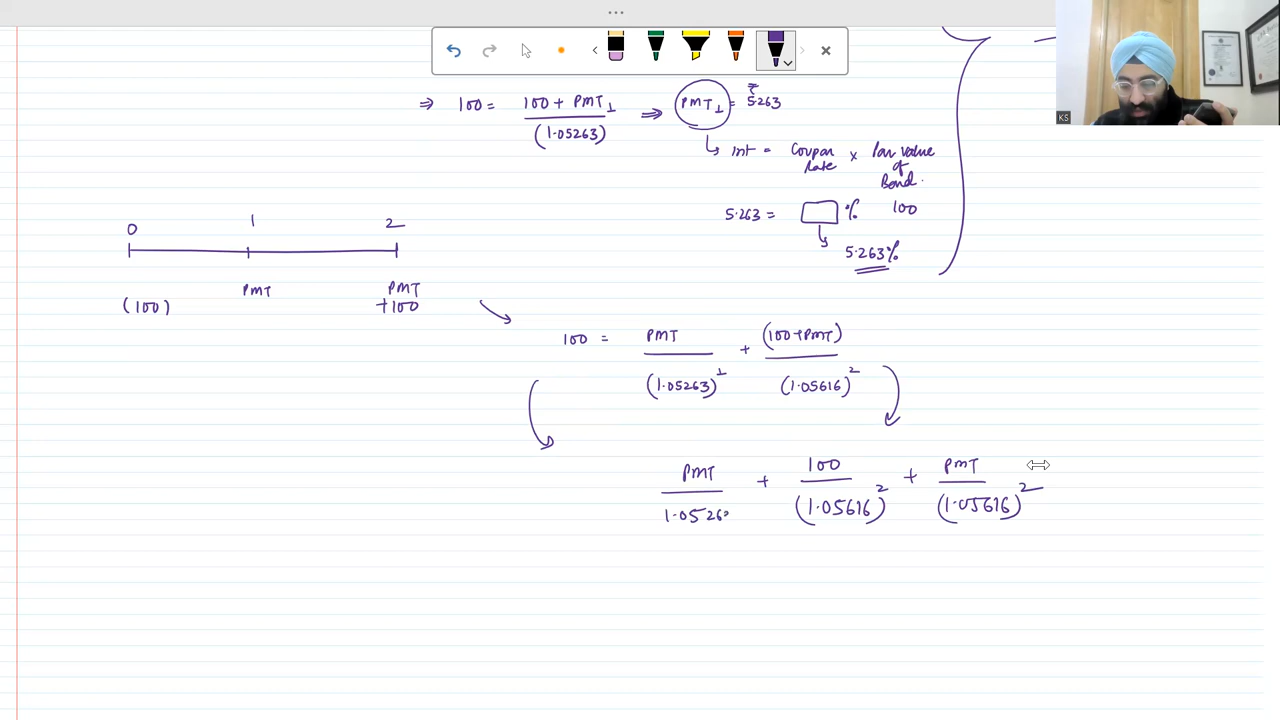 ⇒ 100 = 100 + PMT₁ / (1.05263) ⇒ PMT₁ = ₹ 5.263
↳ Int = Coupon Rate × Par value of Bond.
5.263 = ☐ % 100
5.263%
0 1 2
(100) PMT PMT +100
100 = PMT / (1.05263)¹ + (100+PMT) / (1.05616)²
PMT / 1.0526 + 100 / (1.05616)² + PMT / (1.05616)²
KS